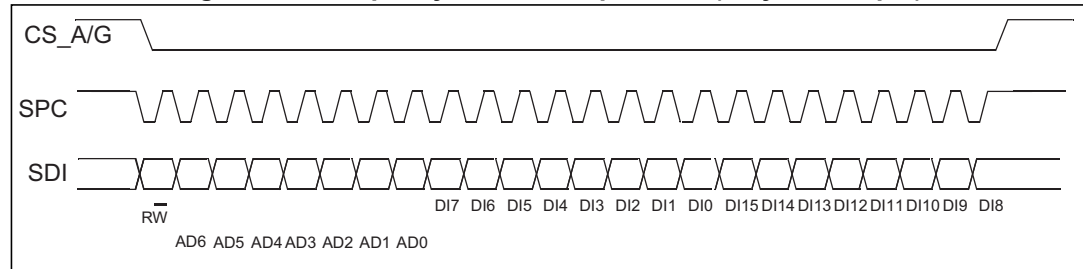 CS_A/G
SPC
SDI
RW DI7 DI6 DI5 DI4 DI3 DI2 DI1 DI0 DI15 DI14 DI13 DI12 DI11 DI10 DI9 DI8
AD6 AD5 AD4 AD3 AD2 AD1 AD0